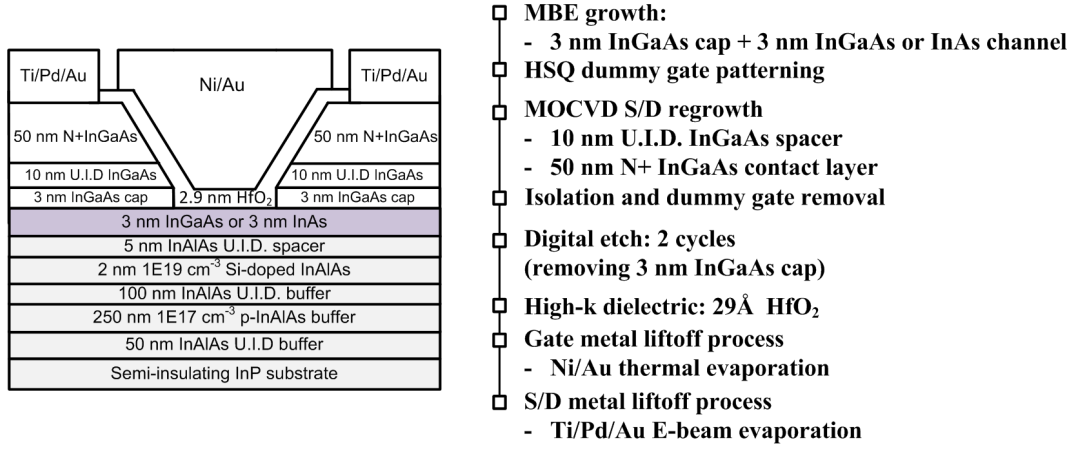 Ti/Pd/Au
Ni/Au
Ti/Pd/Au
50 nm N+InGaAs
50 nm N+InGaAs
10 nm U.I.D InGaAs
10 nm U.I.D InGaAs
3 nm InGaAs cap
2.9 nm HfO₂
3 nm InGaAs cap
3 nm InGaAs or 3 nm InAs
5 nm InAlAs U.I.D. spacer
2 nm 1E19 cm⁻³ Si-doped InAlAs
100 nm InAlAs U.I.D. buffer
250 nm 1E17 cm⁻³ p-InAlAs buffer
50 nm InAlAs U.I.D buffer
Semi-insulating InP substrate
MBE growth:
- 3 nm InGaAs cap + 3 nm InGaAs or InAs channel
HSQ dummy gate patterning
MOCVD S/D regrowth
- 10 nm U.I.D. InGaAs spacer
- 50 nm N+ InGaAs contact layer
Isolation and dummy gate removal
Digital etch: 2 cycles
(removing 3 nm InGaAs cap)
High-k dielectric: 29Å HfO₂
Gate metal liftoff process
- Ni/Au thermal evaporation
S/D metal liftoff process
- Ti/Pd/Au E-beam evaporation